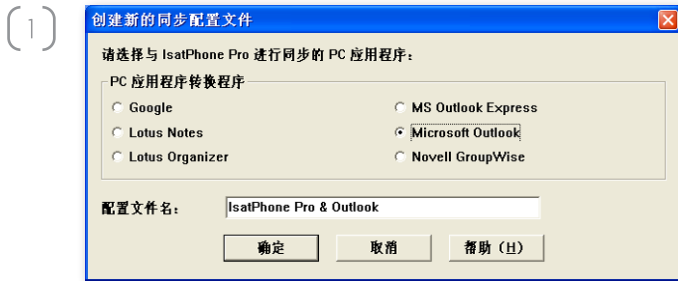 1
创建新的同步配置文件
请选择与 IsatPhone Pro 进行同步的 PC 应用程序:
PC 应用程序转换程序
Google
MS Outlook Express
Lotus Notes
Microsoft Outlook
Lotus Organizer
Novell GroupWise
配置文件名: IsatPhone Pro & Outlook
确定 取消 帮助 (H)